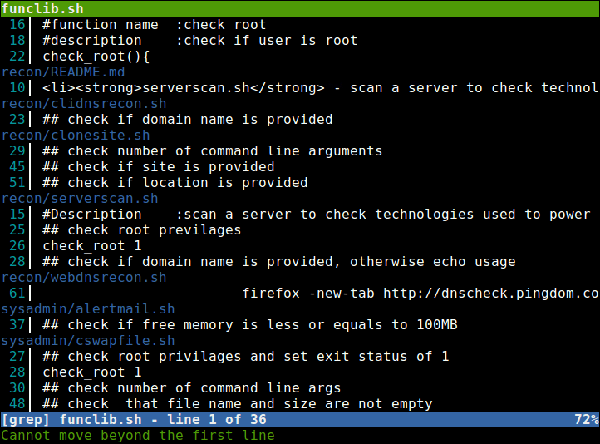 funclib.sh
16 #function name :check root
18 #description :check if user is root
22 check_root(){
recon/README.md
10 <li><strong>serverscan.sh</strong> - scan a server to check technol
recon/clidnsrecon.sh
23 ## check if domain name is provided
recon/clonesite.sh
29 ## check number of command line arguments
45 ## check if site is provided
51 ## check if location is provided
recon/serverscan.sh
15 #Description :scan a server to check technologies used to power
25 ## check root previlages
26 check_root 1
28 ## check if domain name is provided, otherwise echo usage
recon/webdnsrecon.sh
61 firefox -new-tab http://dnscheck.pingdom.co
sysadmin/alertmail.sh
37 ## check if free memory is less or equals to 100MB
sysadmin/cswapfile.sh
27 ## check root privilages and set exit status of 1
28 check_root 1
30 ## check number of command line args
48 ## check that file name and size are not empty
[grep] funclib.sh - line 1 of 36 72%
Cannot move beyond the first line